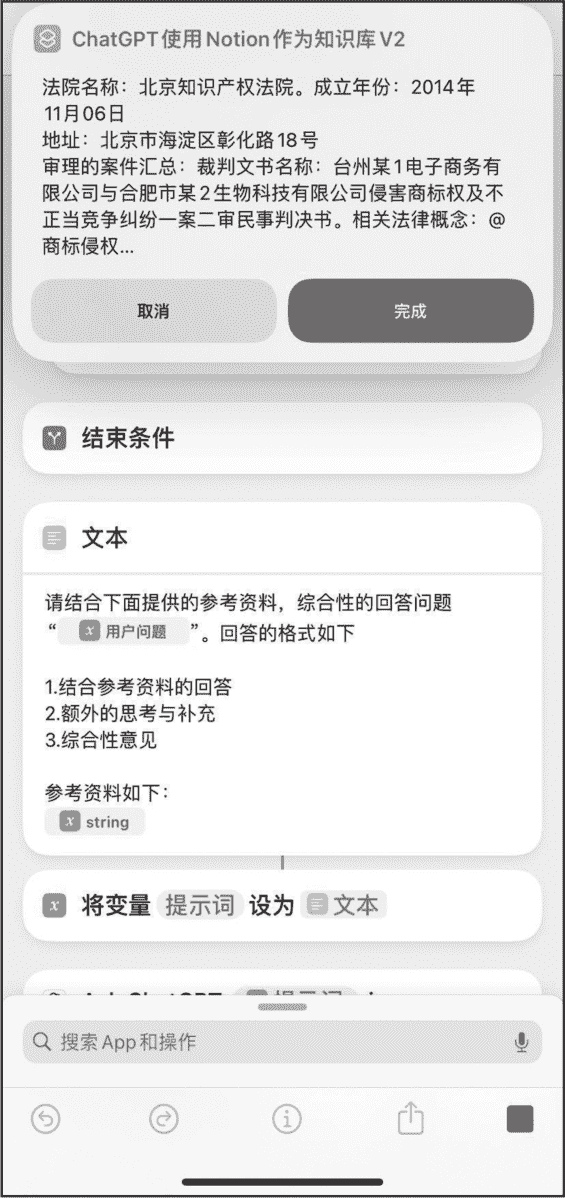 ChatGPT使用Notion作为知识库V2
法院名称：北京知识产权法院。成立年份：2014年
11月06日
地址：北京市海淀区彰化路18号
审理的案件汇总：裁判文书名称：台州某1电子商务有
限公司与合肥市某2生物科技有限公司侵害商标权及不
正当竞争纠纷一案二审民事判决书。相关法律概念：@
商标侵权...
取消
完成
结束条件
文本
请结合下面提供的参考资料，综合性的回答问题
“ x 用户问题 ”。回答的格式如下
1.结合参考资料的回答
2.额外的思考与补充
3.综合性意见
参考资料如下：
x string
x 将变量 提示词 设为 文本
搜索App和操作